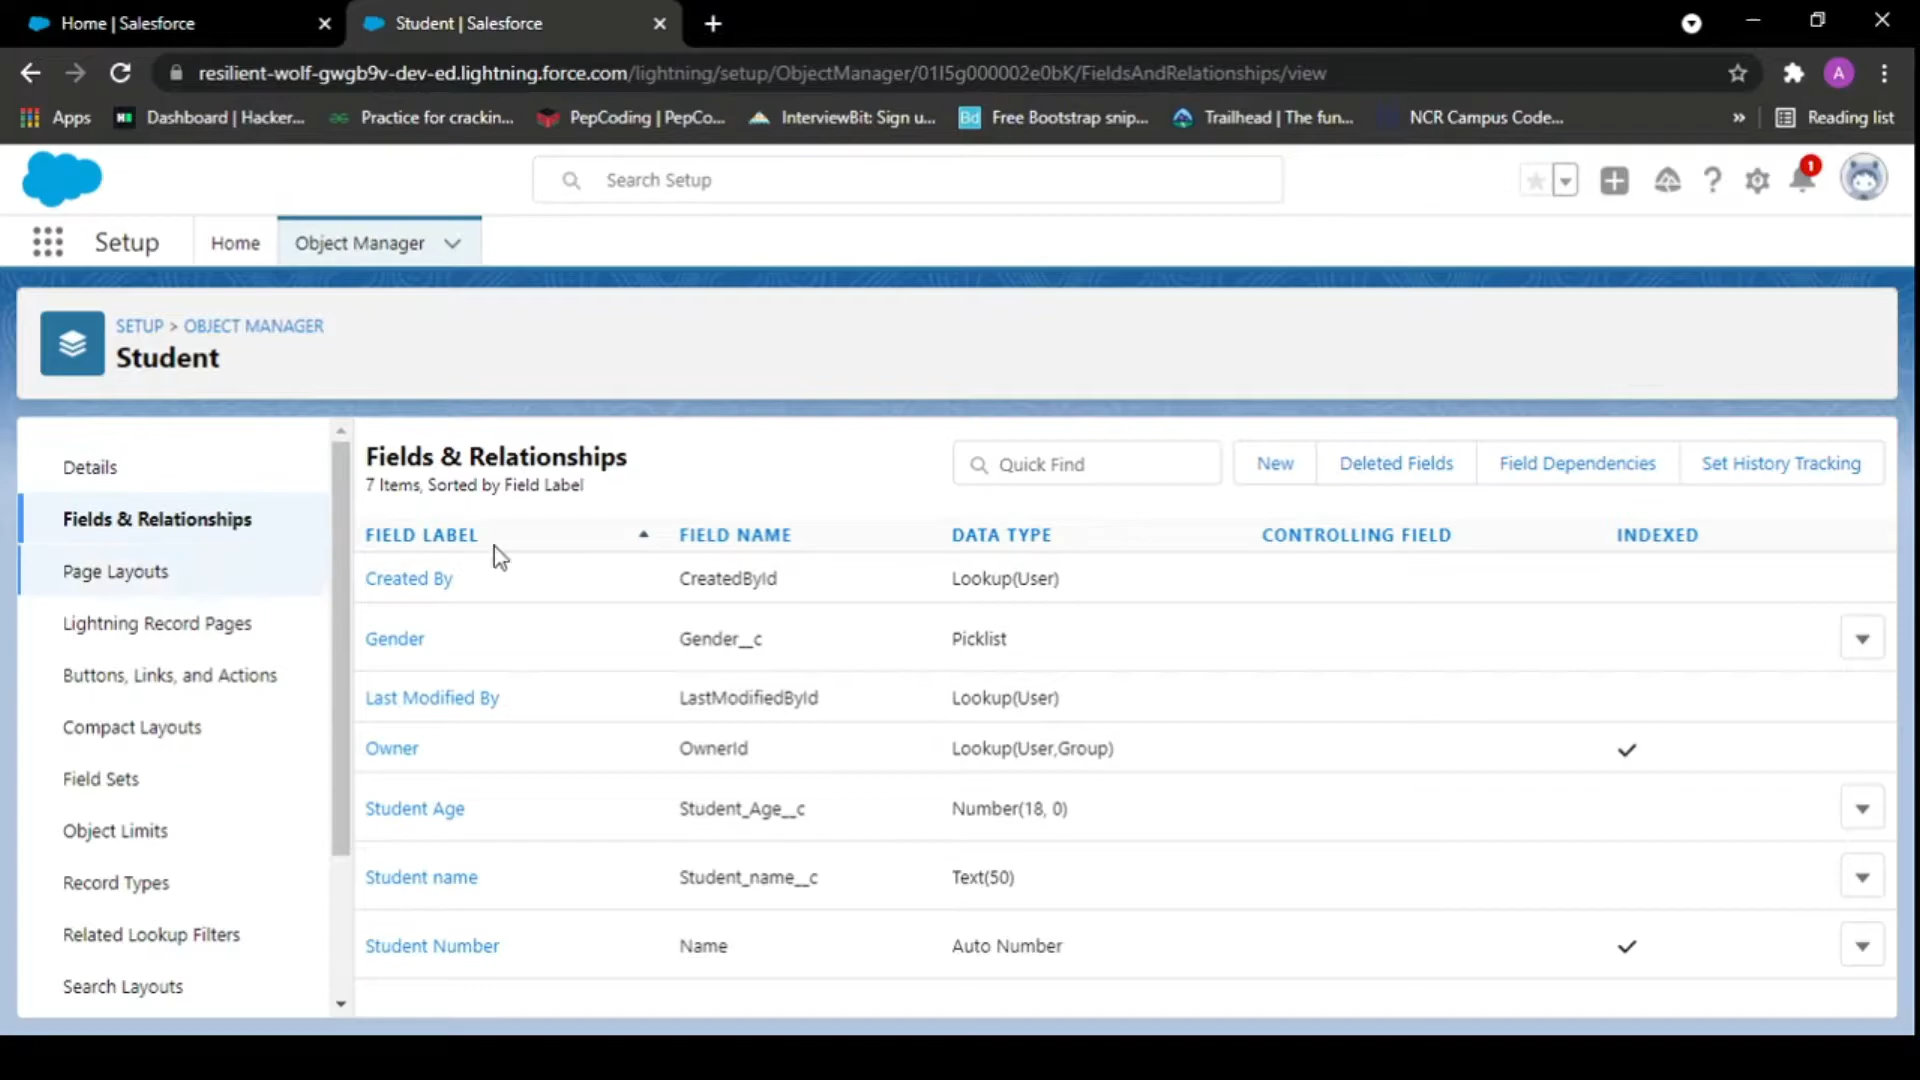 Home | Salesforce
Student | Salesforce
resilient-wolf-gwgb9v-dev-ed.lightning.force.com/lightning/setup/ObjectManager/01I5g000002e0bK/FieldsAndRelationships/view
A
Apps
Dashboard | Hacker...
Practice for crackin...
PepCoding | PepCo...
InterviewBit: Sign u...
Bd
Free Bootstrap snip...
Trailhead | The fun...
NCR Campus Code...
»
Reading list
Search Setup
1
Setup
Home
Object Manager
SETUP > OBJECT MANAGER
Student
Details
Fields & Relationships
Page Layouts
Lightning Record Pages
Buttons, Links, and Actions
Compact Layouts
Field Sets
Object Limits
Record Types
Related Lookup Filters
Search Layouts
Fields & Relationships
7 Items, Sorted by Field Label
Quick Find
New
Deleted Fields
Field Dependencies
Set History Tracking
FIELD LABEL FIELD NAME DATA TYPE CONTROLLING FIELD INDEXED
Created By CreatedById Lookup(User)
Gender Gender__c Picklist
Last Modified By LastModifiedById Lookup(User)
Owner OwnerId Lookup(User,Group)
Student Age Student_Age__c Number(18, 0)
Student name Student_name__c Text(50)
Student Number Name Auto Number